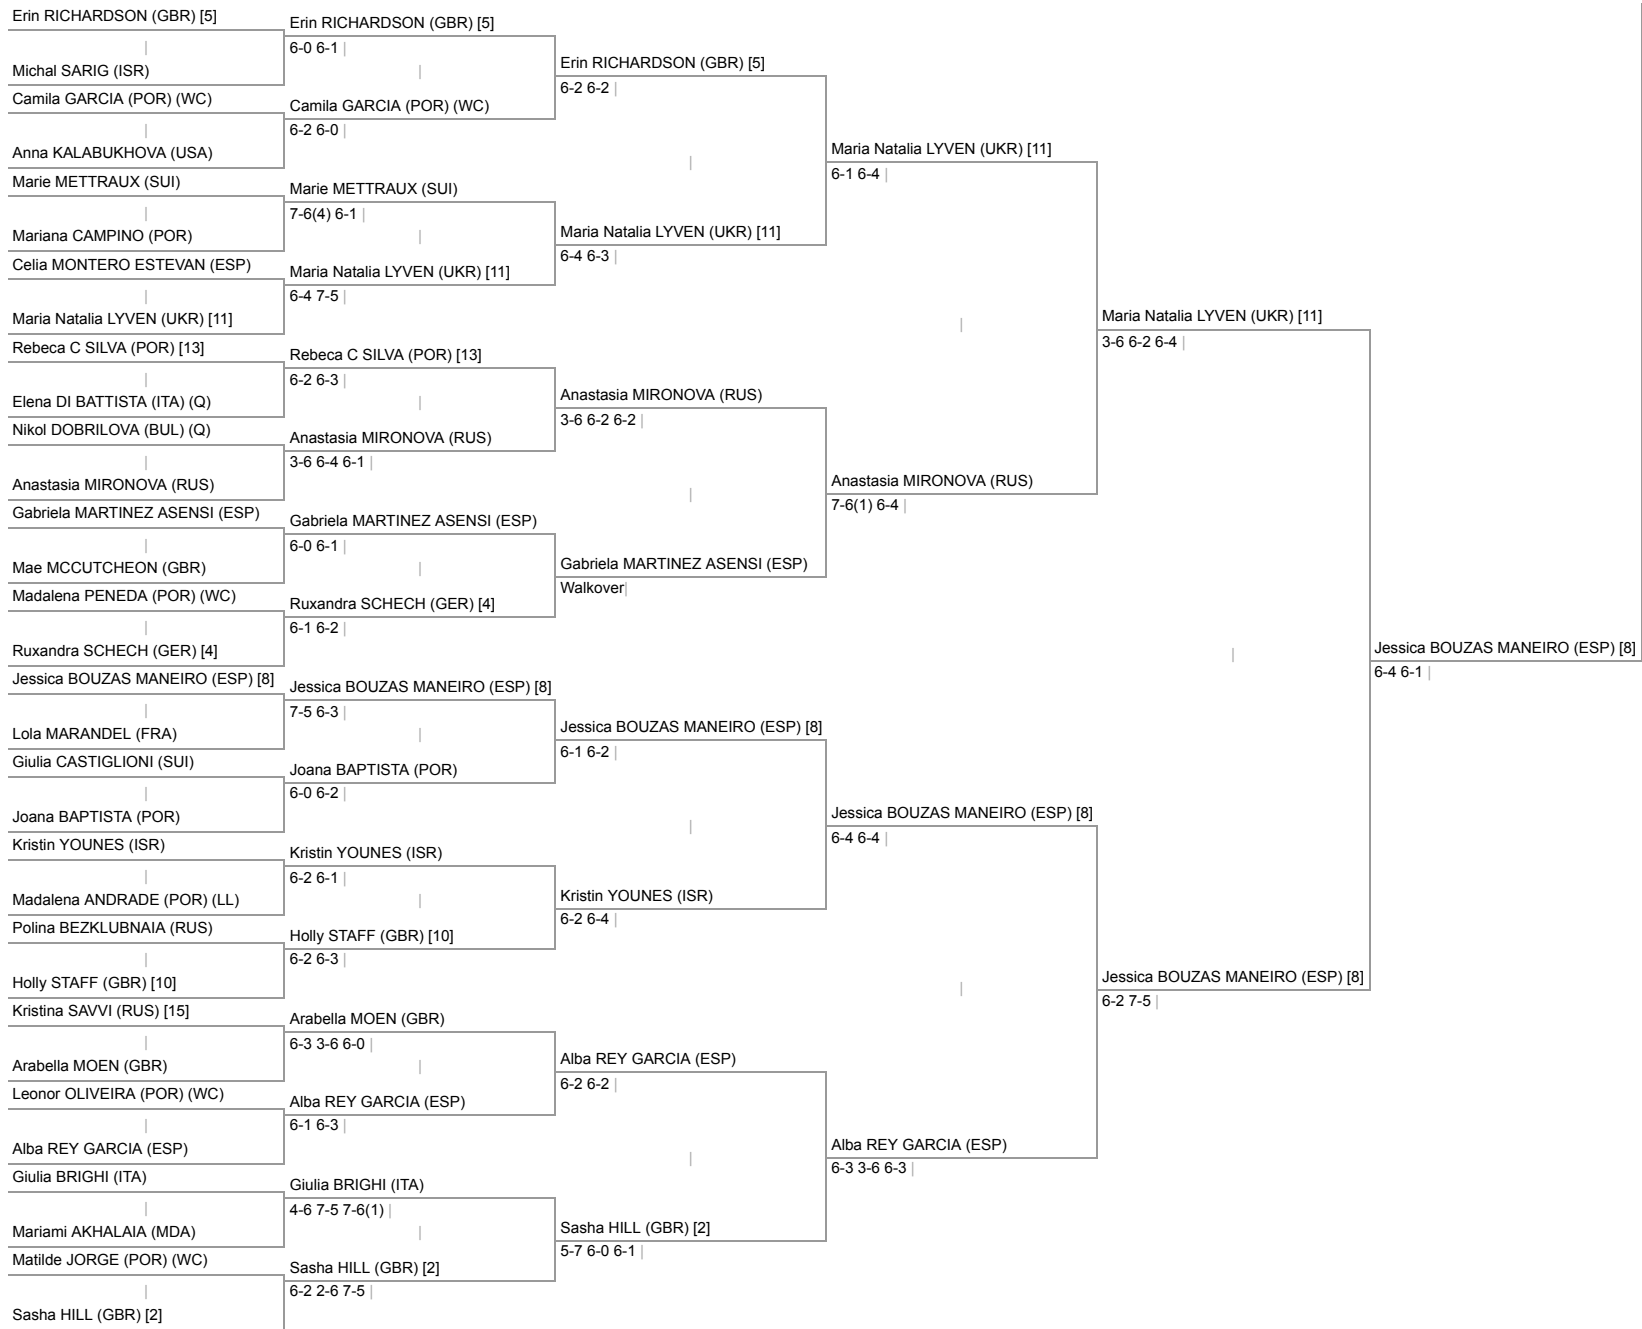 Erin RICHARDSON (GBR) [5]
Michal SARIG (ISR)
Camila GARCIA (POR) (WC)
Anna KALABUKHOVA (USA)
Marie METTRAUX (SUI)
Mariana CAMPINO (POR)
Celia MONTERO ESTEVAN (ESP)
Maria Natalia LYVEN (UKR) [11]
Rebeca C SILVA (POR) [13]
Elena DI BATTISTA (ITA) (Q)
Nikol DOBRILOVA (BUL) (Q)
Anastasia MIRONOVA (RUS)
Gabriela MARTINEZ ASENSI (ESP)
Mae MCCUTCHEON (GBR)
Madalena PENEDA (POR) (WC)
Ruxandra SCHECH (GER) [4]
Jessica BOUZAS MANEIRO (ESP) [8]
Lola MARANDEL (FRA)
Giulia CASTIGLIONI (SUI)
Joana BAPTISTA (POR)
Kristin YOUNES (ISR)
Madalena ANDRADE (POR) (LL)
Polina BEZKLUBNAIA (RUS)
Holly STAFF (GBR) [10]
Kristina SAVVI (RUS) [15]
Arabella MOEN (GBR)
Leonor OLIVEIRA (POR) (WC)
Alba REY GARCIA (ESP)
Giulia BRIGHI (ITA)
Mariami AKHALAIA (MDA)
Matilde JORGE (POR) (WC)
Sasha HILL (GBR) [2]
Erin RICHARDSON (GBR) [5]
6-0 6-1
Camila GARCIA (POR) (WC)
6-2 6-0
Marie METTRAUX (SUI)
7-6(4) 6-1
Maria Natalia LYVEN (UKR) [11]
6-4 7-5
Rebeca C SILVA (POR) [13]
6-2 6-3
Anastasia MIRONOVA (RUS)
3-6 6-4 6-1
Gabriela MARTINEZ ASENSI (ESP)
6-0 6-1
Ruxandra SCHECH (GER) [4]
6-1 6-2
Jessica BOUZAS MANEIRO (ESP) [8]
7-5 6-3
Joana BAPTISTA (POR)
6-0 6-2
Kristin YOUNES (ISR)
6-2 6-1
Holly STAFF (GBR) [10]
6-2 6-3
Arabella MOEN (GBR)
6-3 3-6 6-0
Alba REY GARCIA (ESP)
6-1 6-3
Giulia BRIGHI (ITA)
4-6 7-5 7-6(1)
Sasha HILL (GBR) [2]
6-2 2-6 7-5
Erin RICHARDSON (GBR) [5]
6-2 6-2
Maria Natalia LYVEN (UKR) [11]
6-4 6-3
Anastasia MIRONOVA (RUS)
3-6 6-2 6-2
Gabriela MARTINEZ ASENSI (ESP)
Walkover
Jessica BOUZAS MANEIRO (ESP) [8]
6-1 6-2
Kristin YOUNES (ISR)
6-2 6-4
Alba REY GARCIA (ESP)
6-2 6-2
Sasha HILL (GBR) [2]
5-7 6-0 6-1
Maria Natalia LYVEN (UKR) [11]
6-1 6-4
Anastasia MIRONOVA (RUS)
7-6(1) 6-4
Jessica BOUZAS MANEIRO (ESP) [8]
6-4 6-4
Alba REY GARCIA (ESP)
6-3 3-6 6-3
Maria Natalia LYVEN (UKR) [11]
3-6 6-2 6-4
Jessica BOUZAS MANEIRO (ESP) [8]
6-2 7-5
Jessica BOUZAS MANEIRO (ESP) [8]
6-4 6-1